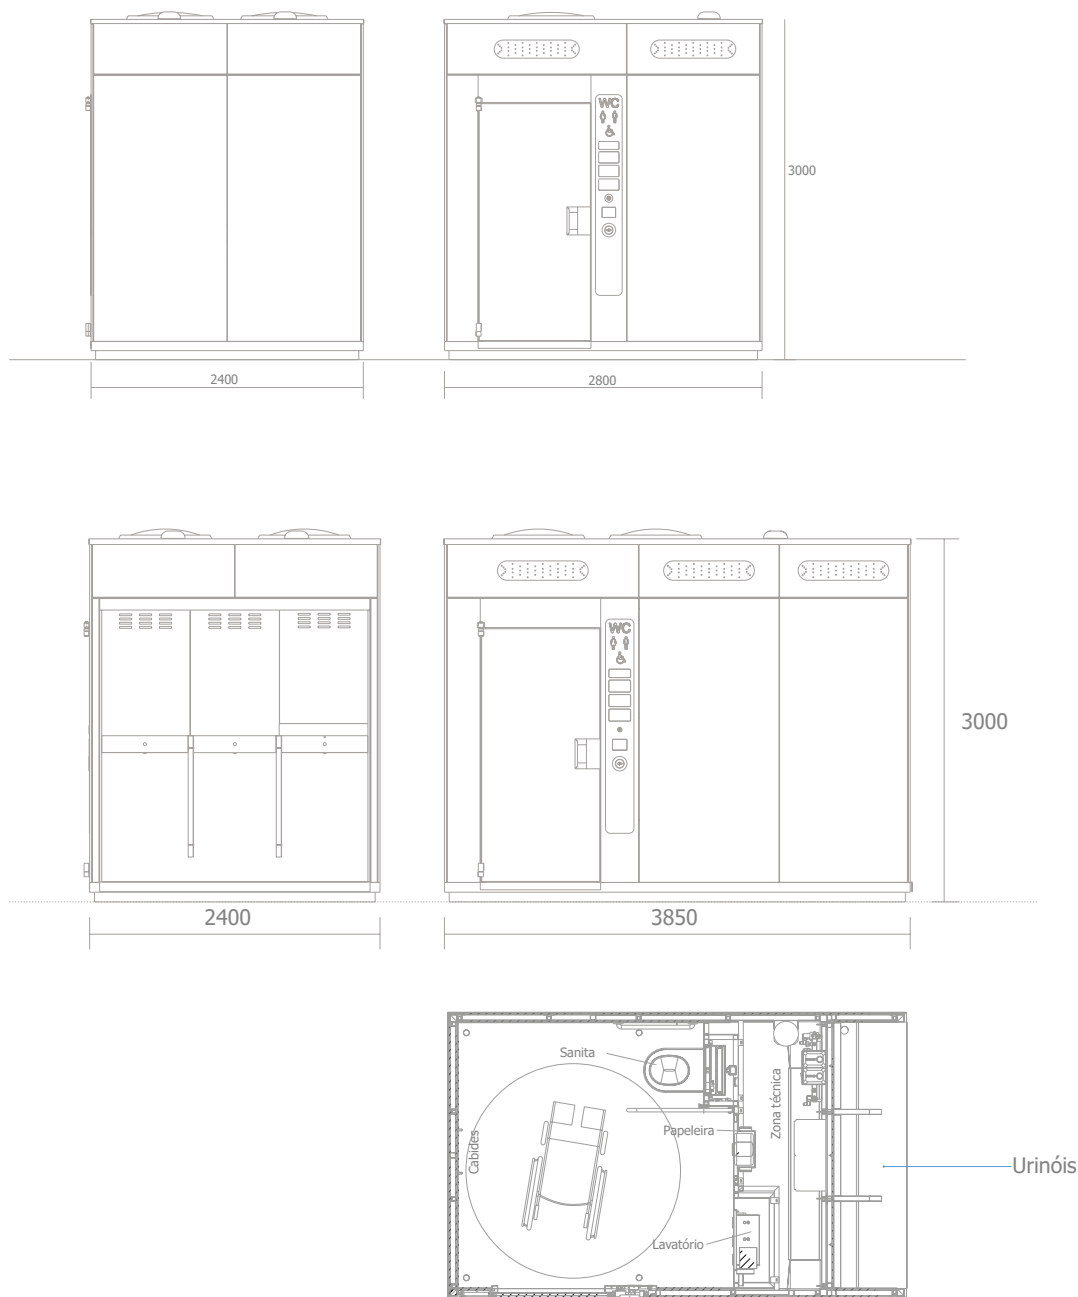 WC
3000
2400
2800
WC
3000
2400
3850
Sanita
Zona técnica
Papeleira
Cabides
Urinóis
Lavatório